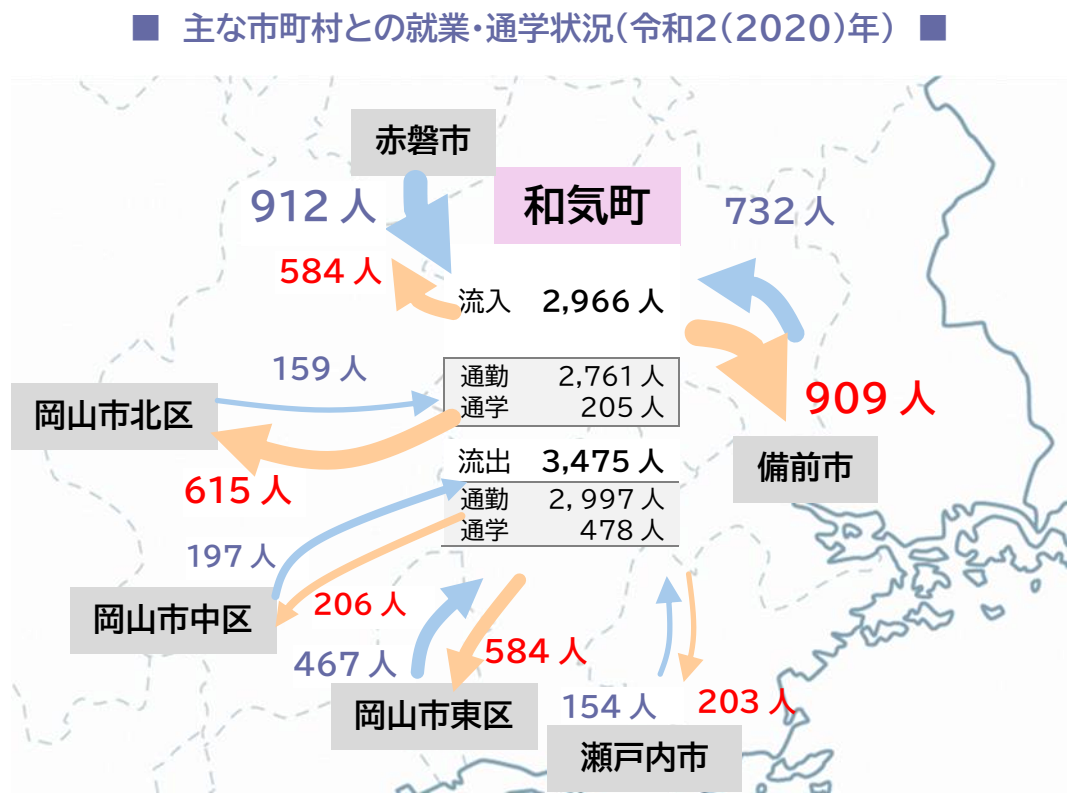 ■ 主な市町村との就業・通学状況(令和2(2020)年) ■
赤磐市
和気町
912 人
732 人
584 人
流入 2,966 人
159 人
通勤 2,761 人
通学 205 人
岡山市北区
909 人
流出 3,475 人
備前市
615 人
通勤 2, 997 人
通学 478 人
197 人
206 人
岡山市中区
467 人
584 人
岡山市東区
154 人
203 人
瀬戸内市